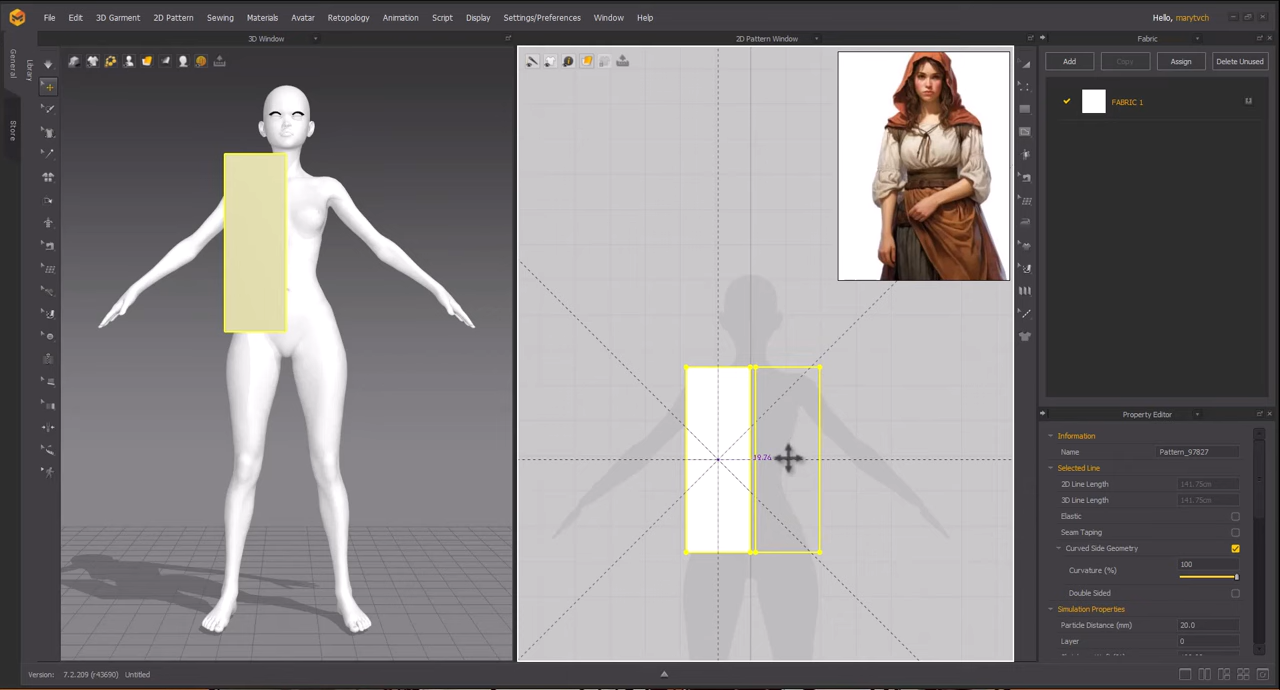 File Edit 3D Garment 2D Pattern Sewing Materials Avatar Retopology Animation Script Display Settings/Preferences Window Help
Hello, marytvch
3D Window
2D Pattern Window
Fabric
General
Library
Store
Add Copy Assign Delete Unused
FABRIC 1
19.76
Property Editor
Information
Name Pattern_97827
Selected Line
2D Line Length 141.75cm
3D Line Length 141.75cm
Elastic
Seam Taping
Curved Side Geometry
Curvature (%) 100
Double Sided
Simulation Properties
Particle Distance (mm) 20.0
Layer 0
Version: 7.2.209 (r43690) Untitled